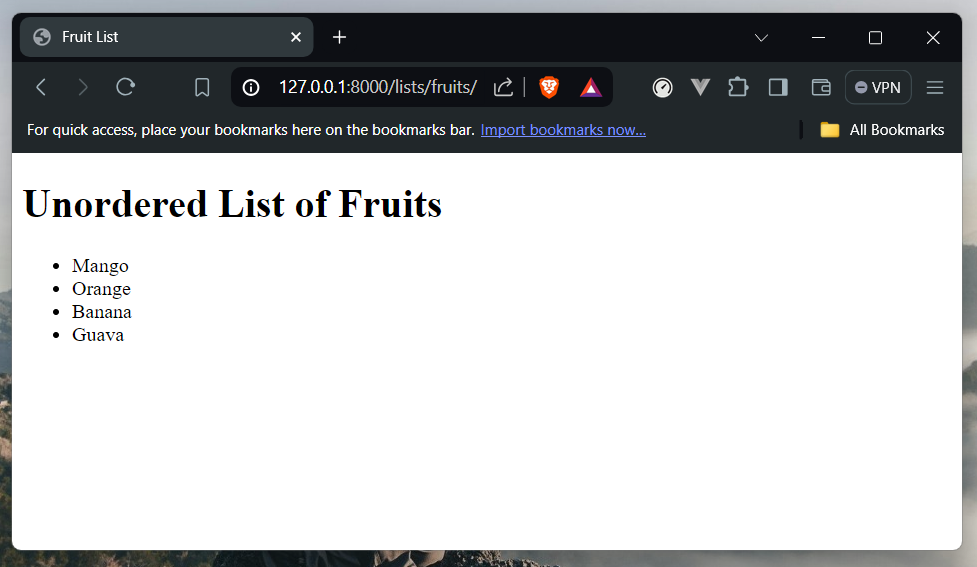 Fruit List
127.0.0.1:8000/lists/fruits/
VPN
For quick access, place your bookmarks here on the bookmarks bar. Import bookmarks now...
All Bookmarks
Unordered List of Fruits
Mango
Orange
Banana
Guava